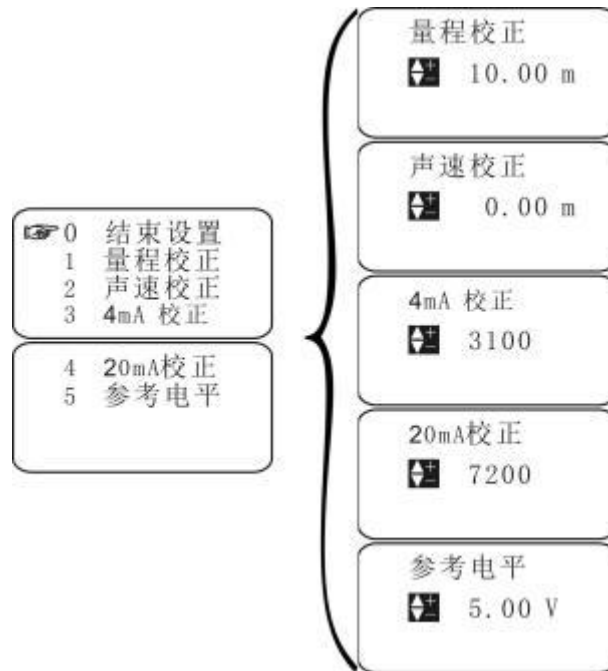 0 结束设置
1 量程校正
2 声速校正
3 4mA 校正
4 20mA校正
5 参考电平
量程校正
10.00 m
声速校正
0.00 m
4mA 校正
3100
20mA校正
7200
参考电平
5.00 V